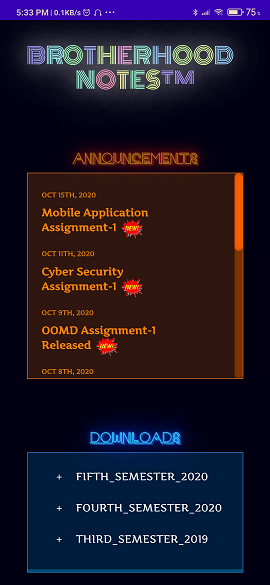 5:33 PM | 0.1KB/s
75%
BROTHERHOOD
NOTES™
ANNOUNCEMENTS
OCT 15TH, 2020
Mobile Application
Assignment-1 NEW!
OCT 11TH, 2020
Cyber Security
Assignment-1 NEW!
OCT 9TH, 2020
OOMD Assignment-1
Released NEW!
OCT 8TH, 2020
DOWNLOADS
+ FIFTH_SEMESTER_2020
+ FOURTH_SEMESTER_2020
+ THIRD_SEMESTER_2019